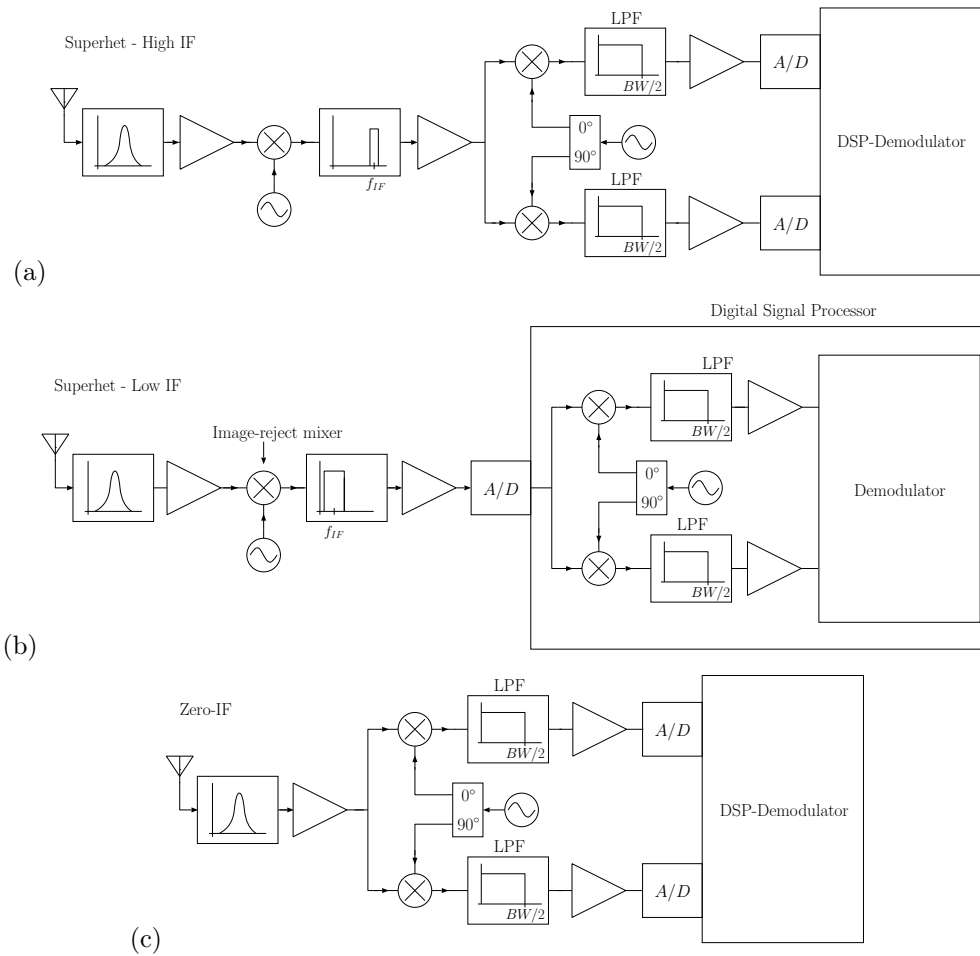 Superhet - High IF
LPF
BW/2
A/D
0°
90°
DSP-Demodulator
f_IF
LPF
BW/2
A/D
(a)
Digital Signal Processor
Superhet - Low IF
Image-reject mixer
LPF
BW/2
f_IF
A/D
0°
90°
Demodulator
LPF
BW/2
(b)
Zero-IF
LPF
BW/2
A/D
0°
90°
DSP-Demodulator
LPF
BW/2
A/D
(c)